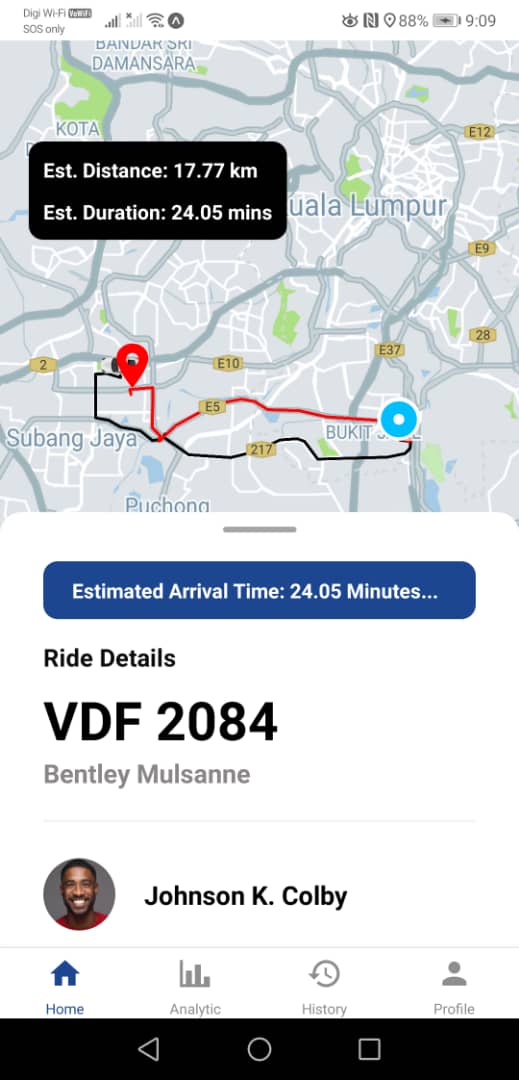 Digi Wi-Fi VoWiFi
SOS only
88%
9:09
BANDAR SRI
DAMANSARA
KOTA
E12
Est. Distance: 17.77 km
Est. Duration: 24.05 mins
uala Lumpur
E9
28
E37
2
E10
E5
BUKIT
Subang Jaya
217
Puchong
Estimated Arrival Time: 24.05 Minutes...
Ride Details
VDF 2084
Bentley Mulsanne
Johnson K. Colby
Home
Analytic
History
Profile